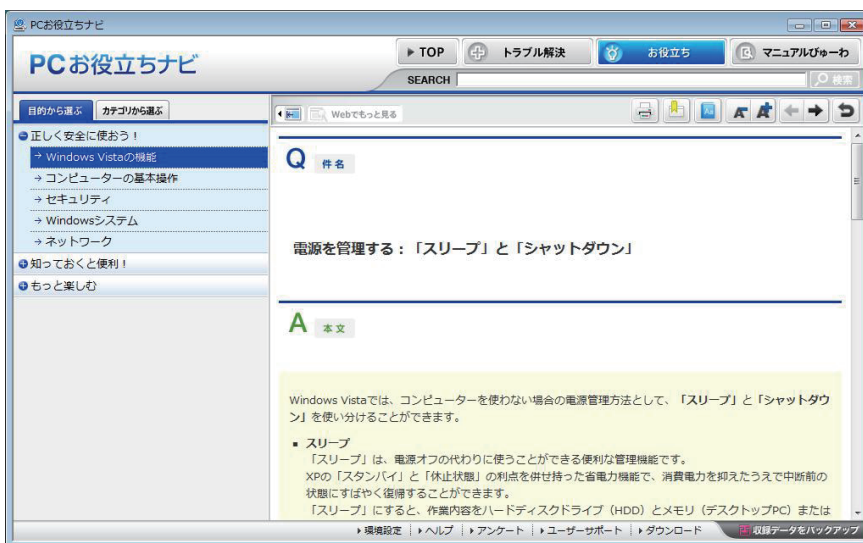 PCお役立ちナビ
PCお役立ちナビ
TOP
トラブル解決
お役立ち
マニュアルびゅーわ
SEARCH
検索
目的から選ぶ
カテゴリから選ぶ
Webでもっと見る
正しく安全に使おう！
→ Windows Vistaの機能
→ コンピューターの基本操作
→ セキュリティ
→ Windowsシステム
→ ネットワーク
知っておくと便利！
もっと楽しむ
Q 件名
電源を管理する：「スリープ」と「シャットダウン」
A 本文
Windows Vistaでは、コンピューターを使わない場合の電源管理方法として、「スリープ」と「シャットダウ
ン」を使い分けることができます。
■ スリープ
「スリープ」は、電源オフの代わりに使うことができる便利な管理機能です。
XPの「スタンバイ」と「休止状態」の利点を併せ持った省電力機能で、消費電力を抑えたうえで中断前の
状態にすばやく復帰することができます。
「スリープ」にすると、作業内容をハードディスクドライブ（HDD）とメモリ（デスクトップPC）または
環境設定
ヘルプ
アンケート
ユーザーサポート
ダウンロード
収録データをバックアップ